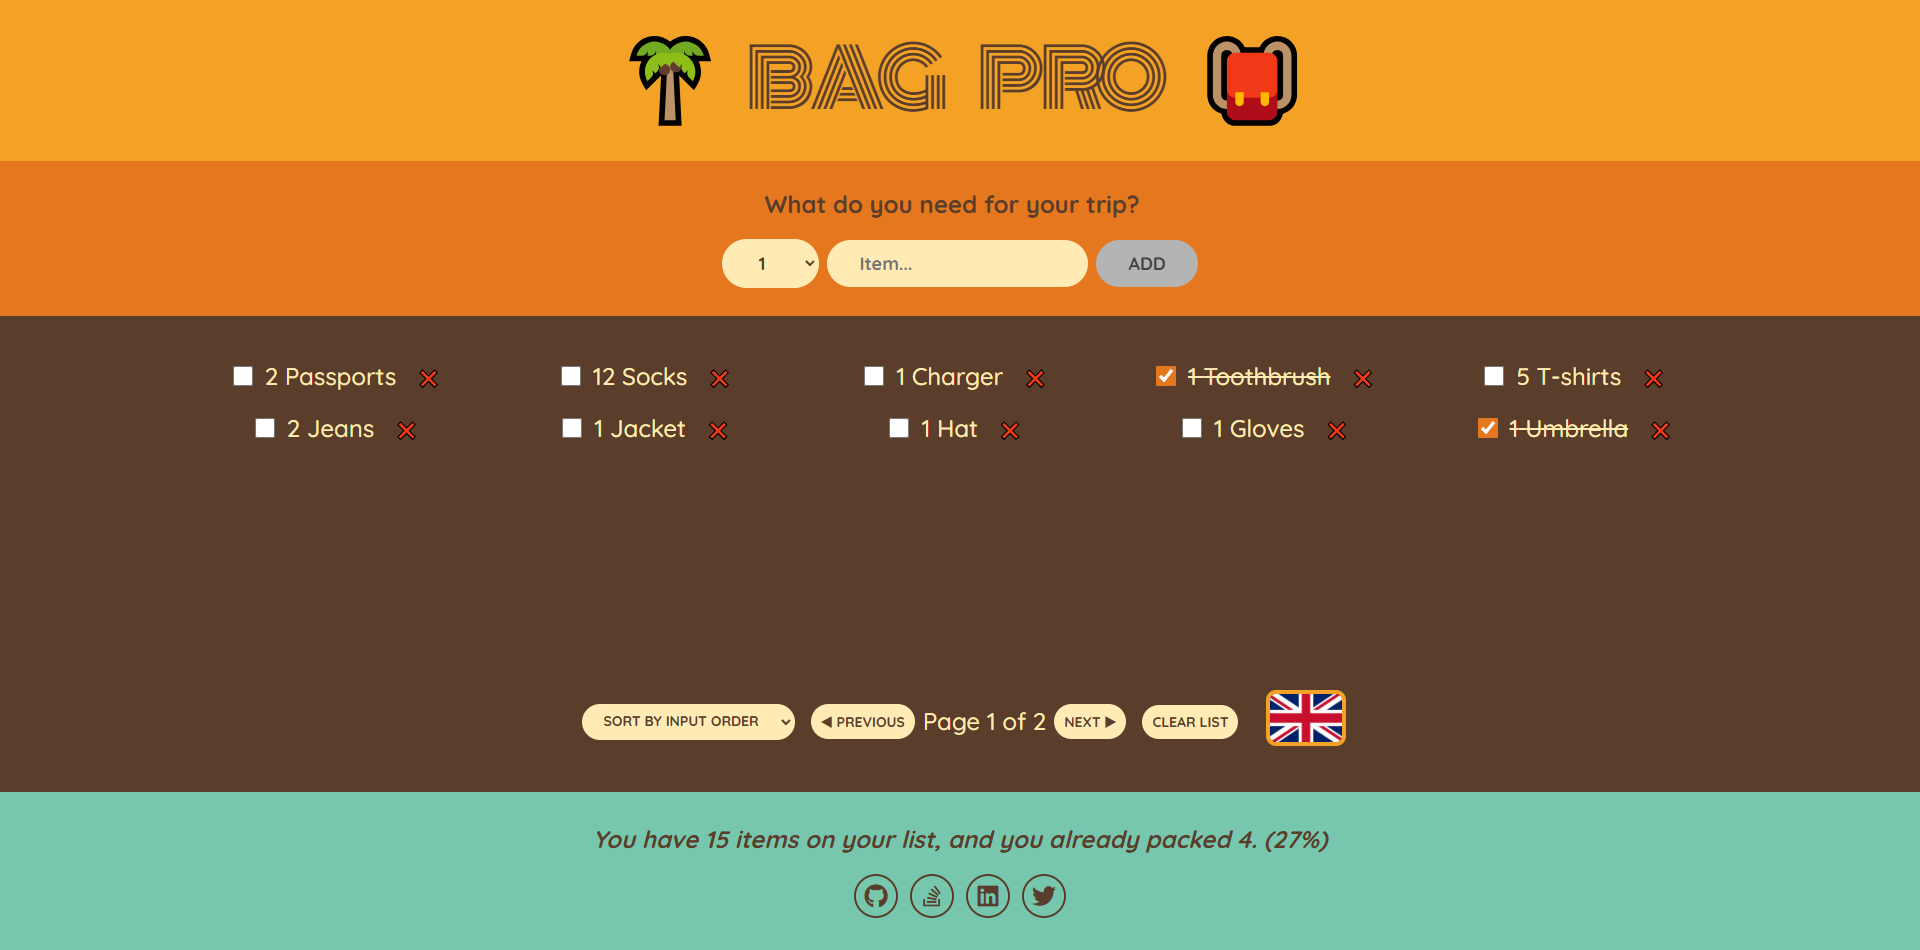 BAG PRO
What do you need for your trip?
1 Item... ADD
2 Passports 12 Socks 1 Charger 1 Toothbrush 5 T-shirts
2 Jeans 1 Jacket 1 Hat 1 Gloves 1 Umbrella
SORT BY INPUT ORDER ◀ PREVIOUS Page 1 of 2 NEXT ▶ CLEAR LIST
You have 15 items on your list, and you already packed 4. (27%)
in